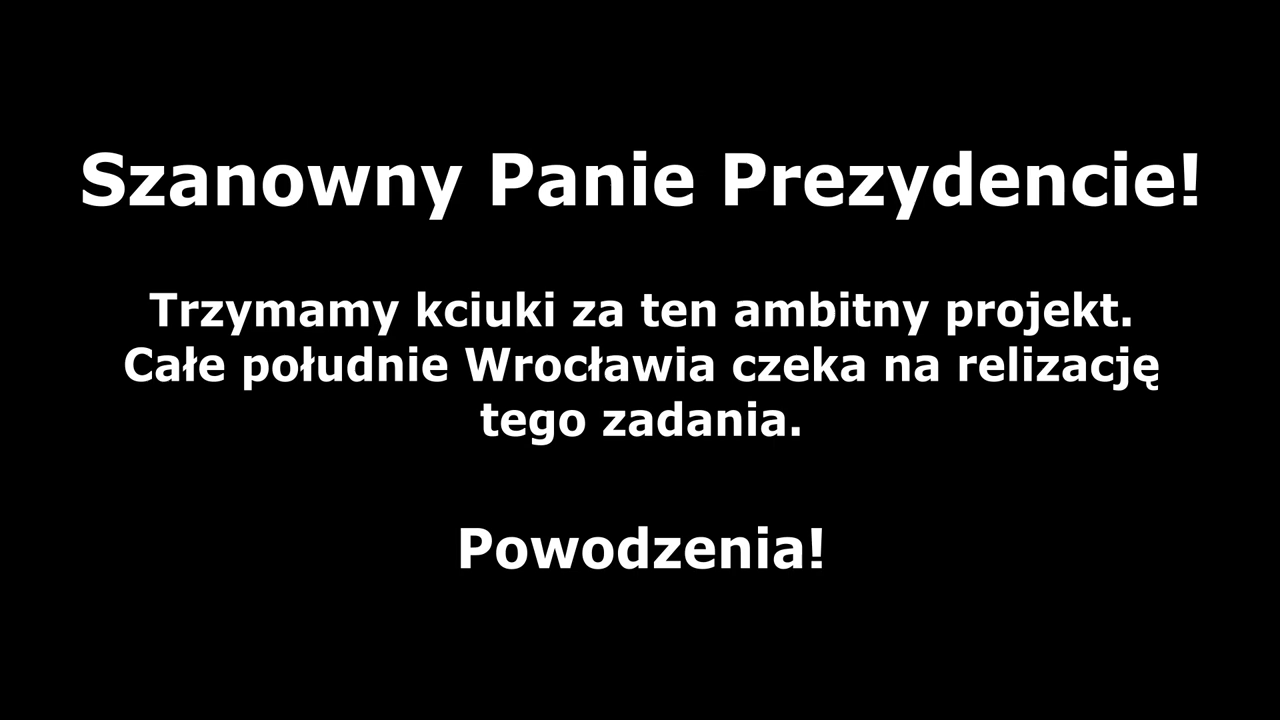 Szanowny Panie Prezydencie!
Trzymamy kciuki za ten ambitny projekt.
Całe południe Wrocławia czeka na relizację
tego zadania.
Powodzenia!